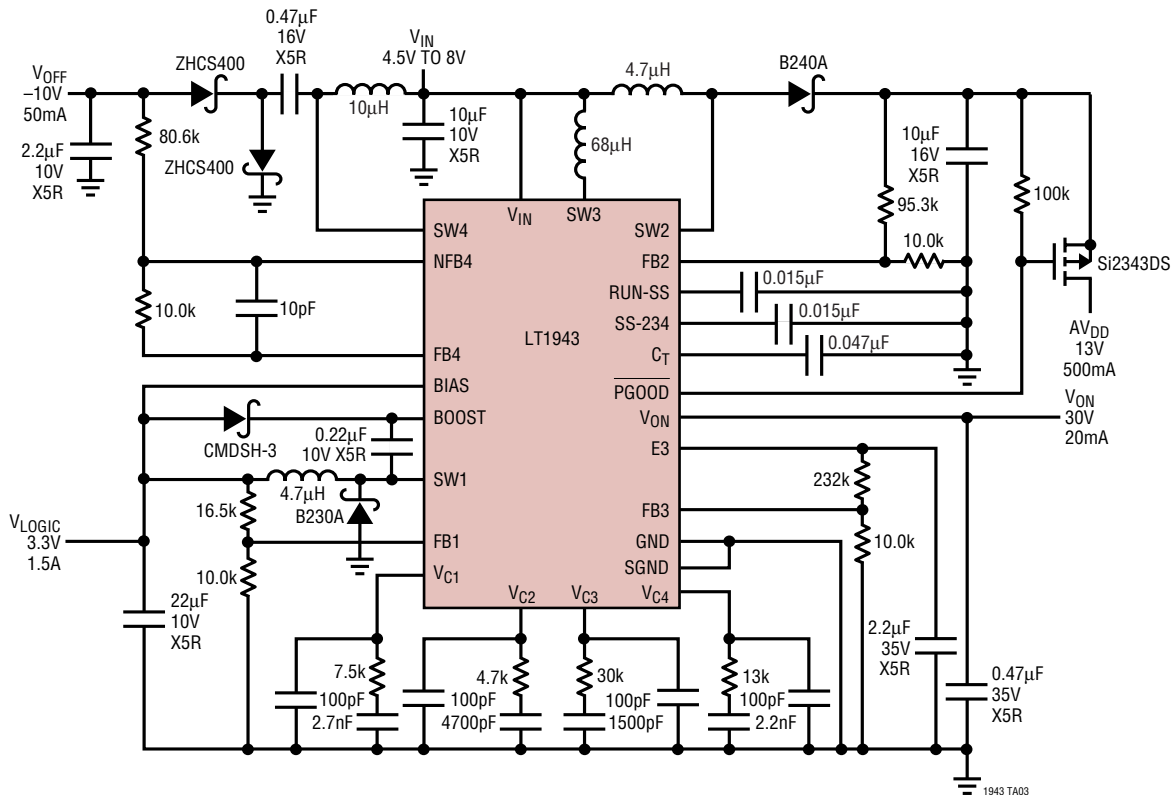 0.47µF
16V
X5R
V_IN
4.5V TO 8V
V_OFF
–10V
50mA
ZHCS400
10µH
4.7µH
B240A
2.2µF
10V
X5R
80.6k
ZHCS400
10µF
10V
X5R
68µH
10µF
16V
X5R
95.3k
100k
10.0k
Si2343DS
AV_DD
13V
500mA
V_IN
SW3
SW4
SW2
NFB4
FB2
RUN-SS
0.015µF
SS-234
0.015µF
C_T
0.047µF
10.0k
10pF
LT1943
FB4
BIAS
PGOOD
BOOST
V_ON
V_ON
30V
20mA
CMDSH-3
0.22µF
10V X5R
E3
SW1
4.7µH
B230A
16.5k
232k
FB3
10.0k
V_LOGIC
3.3V
1.5A
FB1
GND
SGND
10.0k
V_C1
V_C2
V_C3
V_C4
22µF
10V
X5R
7.5k
100pF
2.7nF
4.7k
100pF
4700pF
30k
100pF
1500pF
13k
100pF
2.2nF
2.2µF
35V
X5R
0.47µF
35V
X5R
1943 TA03